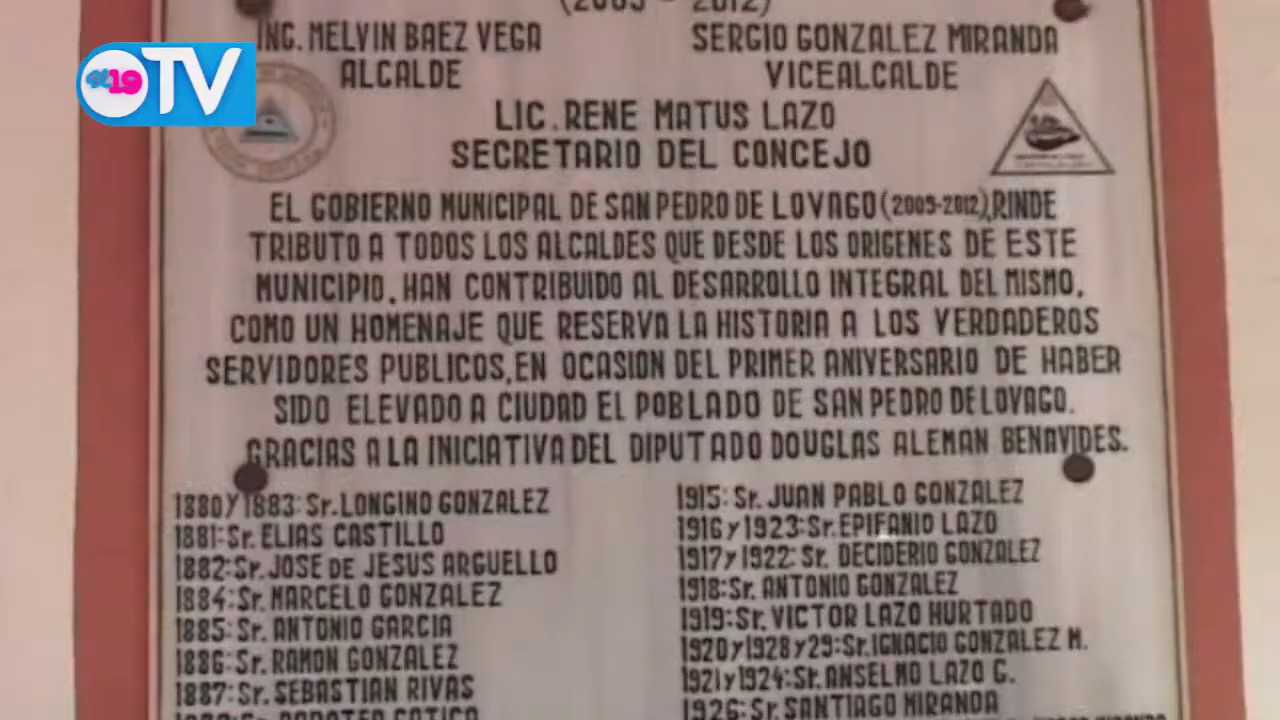 el19
TV
(2009 - 2012)
ING. MELVIN BAEZ VEGA
ALCALDE
SERGIO GONZALEZ MIRANDA
VICEALCALDE
LIC. RENE MATUS LAZO
SECRETARIO DEL CONCEJO
EL GOBIERNO MUNICIPAL DE SAN PEDRO DE LOVAGO (2009-2012), RINDE
TRIBUTO A TODOS LOS ALCALDES QUE DESDE LOS ORIGENES DE ESTE
MUNICIPIO, HAN CONTRIBUIDO AL DESARROLLO INTEGRAL DEL MISMO,
COMO UN HOMENAJE QUE RESERVA LA HISTORIA A LOS VERDADEROS
SERVIDORES PUBLICOS, EN OCASION DEL PRIMER ANIVERSARIO DE HABER
SIDO ELEVADO A CIUDAD EL POBLADO DE SAN PEDRO DE LOVAGO.
GRACIAS A LA INICIATIVA DEL DIPUTADO DOUGLAS ALEMAN BENAVIDES.
1880 Y 1883: Sr. LONGINO GONZALEZ
1881: Sr. ELIAS CASTILLO
1882: Sr. JOSE DE JESUS ARGUELLO
1884: Sr. MARCELO GONZALEZ
1885: Sr. ANTONIO GARCIA
1886: Sr. RAMON GONZALEZ
1887: Sr. SEBASTIAN RIVAS
1915: Sr. JUAN PABLO GONZALEZ
1916 y 1923: Sr. EPIFANIO LAZO
1917 y 1922: Sr. DECIDERIO GONZALEZ
1918: Sr. ANTONIO GONZALEZ
1919: Sr. VICTOR LAZO HURTADO
1920 y 1928 y 29: Sr. IGNACIO GONZALEZ M.
1921 y 1924: Sr. ANSELMO LAZO G.
1926: Sr. SANTIAGO MIRANDA